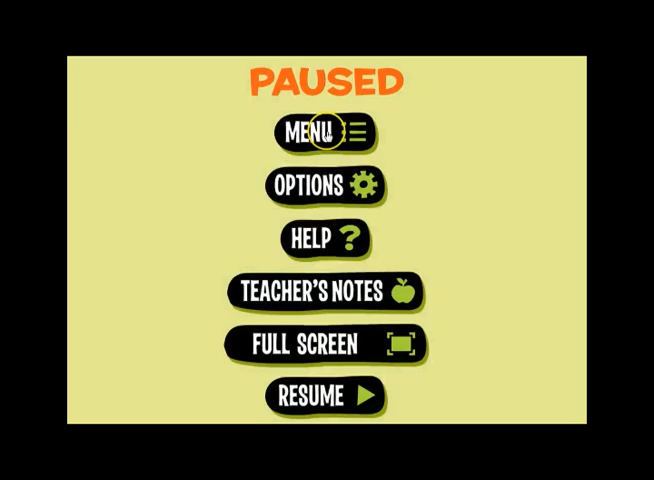 PAUSED
MENU
OPTIONS
HELP ?
TEACHER'S NOTES
FULL SCREEN
RESUME